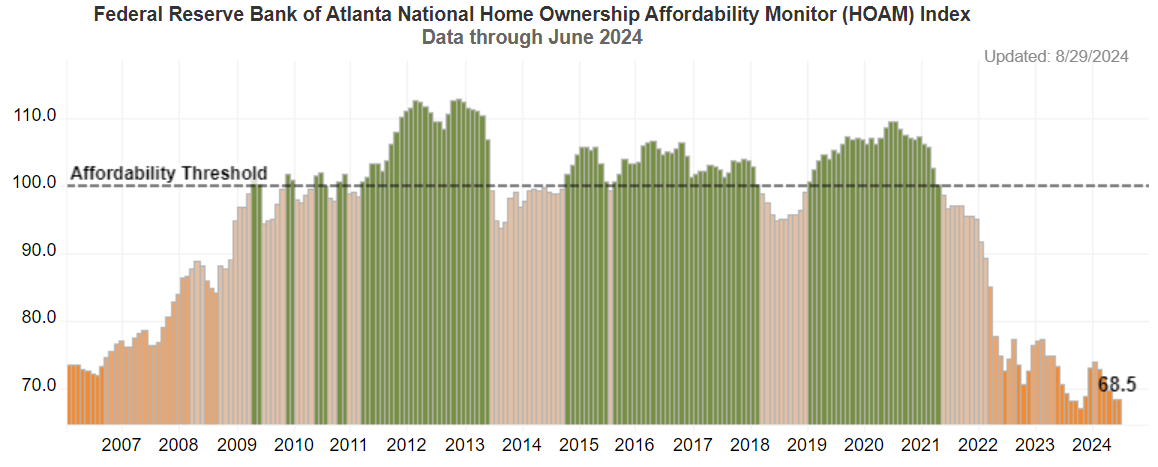 Federal Reserve Bank of Atlanta National Home Ownership Affordability Monitor (HOAM) Index
Data through June 2024
Updated: 8/29/2024
110.0
Affordability Threshold
100.0
90.0
80.0
70.0
68.5
2007 2008 2009 2010 2011 2012 2013 2014 2015 2016 2017 2018 2019 2020 2021 2022 2023 2024